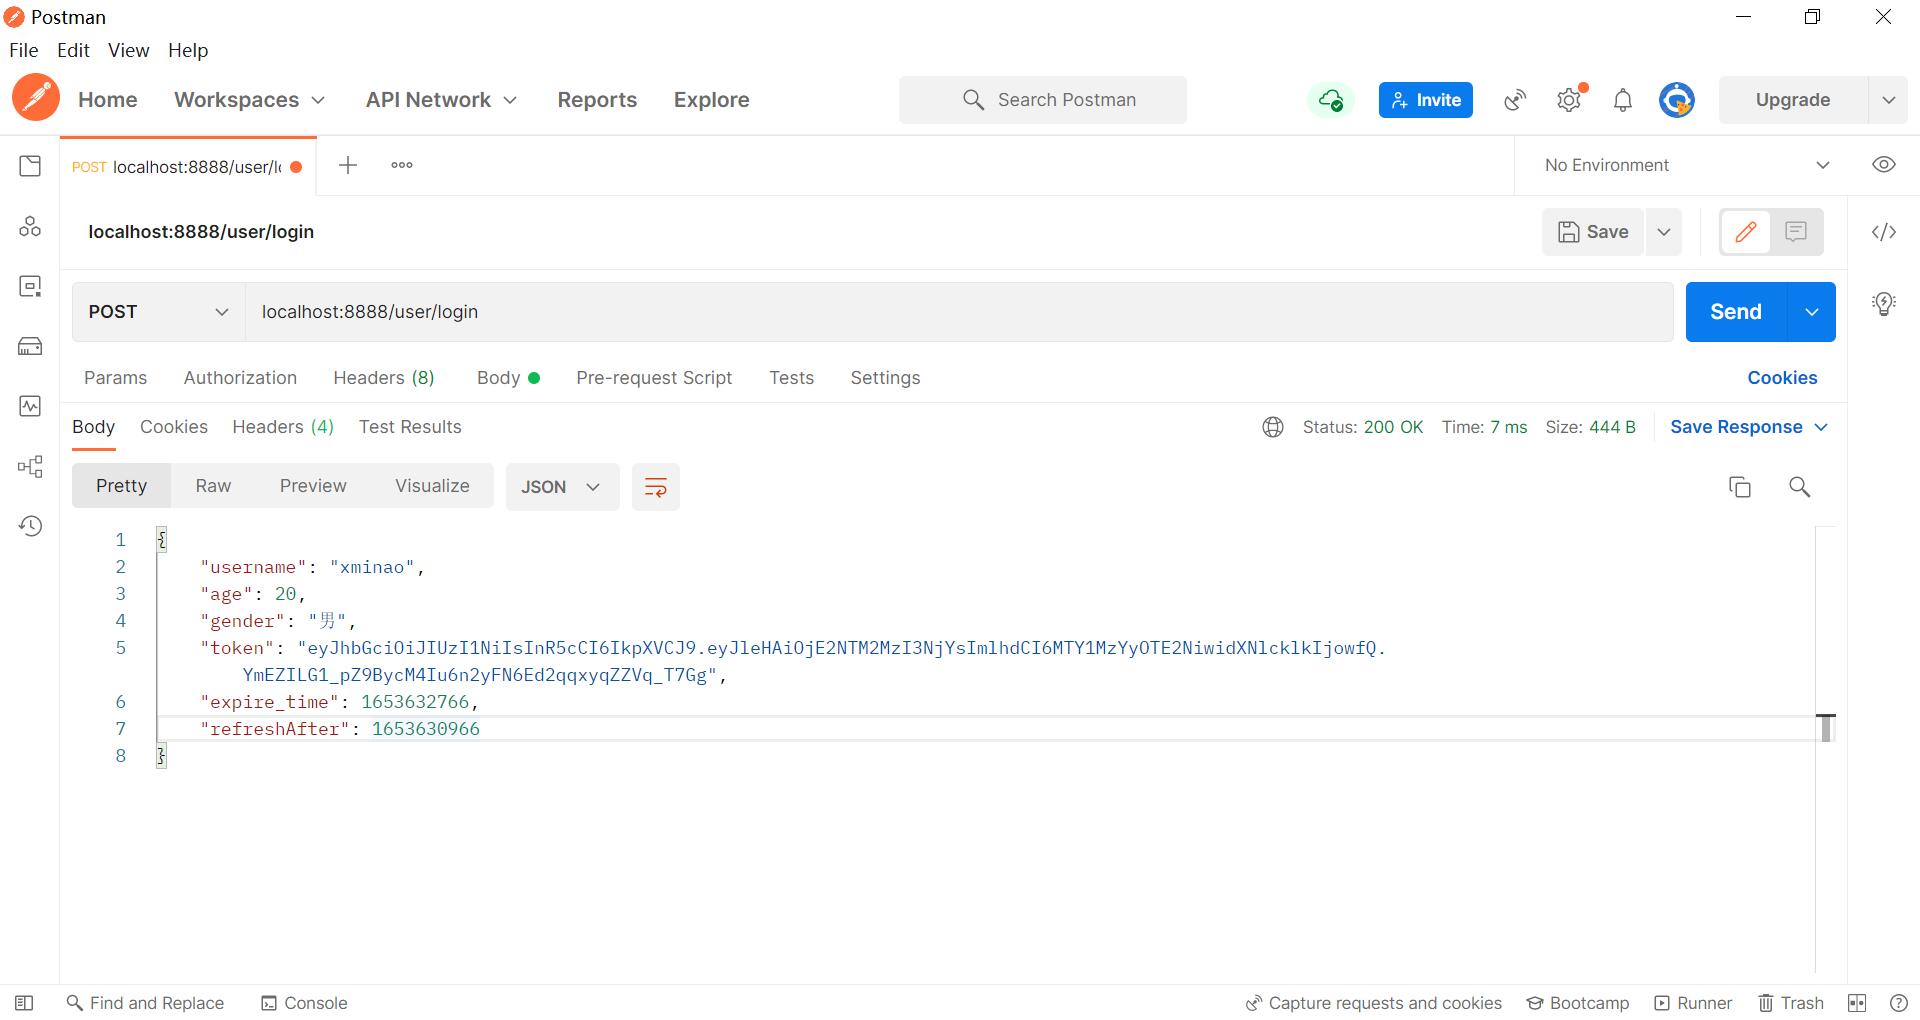 Postman
File Edit View Help
Home Workspaces API Network Reports Explore Search Postman Invite Upgrade
POST localhost:8888/user/l No Environment
localhost:8888/user/login Save
POST localhost:8888/user/login Send
Params Authorization Headers (8) Body Pre-request Script Tests Settings Cookies
Body Cookies Headers (4) Test Results Status: 200 OK Time: 7 ms Size: 444 B Save Response
Pretty Raw Preview Visualize JSON
1 {
2 "username": "xminao",
3 "age": 20,
4 "gender": "男",
5 "token": "eyJhbGciOiJIUzI1NiIsInR5cCI6IkpXVCJ9.eyJleHAiOjE2NTM2MzI3NjYsImlhdCI6MTY1MzYyOTE2NiwidXNlcklkIjowfQ.
YmEZILG1_pZ9BycM4Iu6n2yFN6Ed2qqxyqZZVq_T7Gg",
6 "expire_time": 1653632766,
7 "refreshAfter": 1653630966
8 }
Find and Replace Console Capture requests and cookies Bootcamp Runner Trash